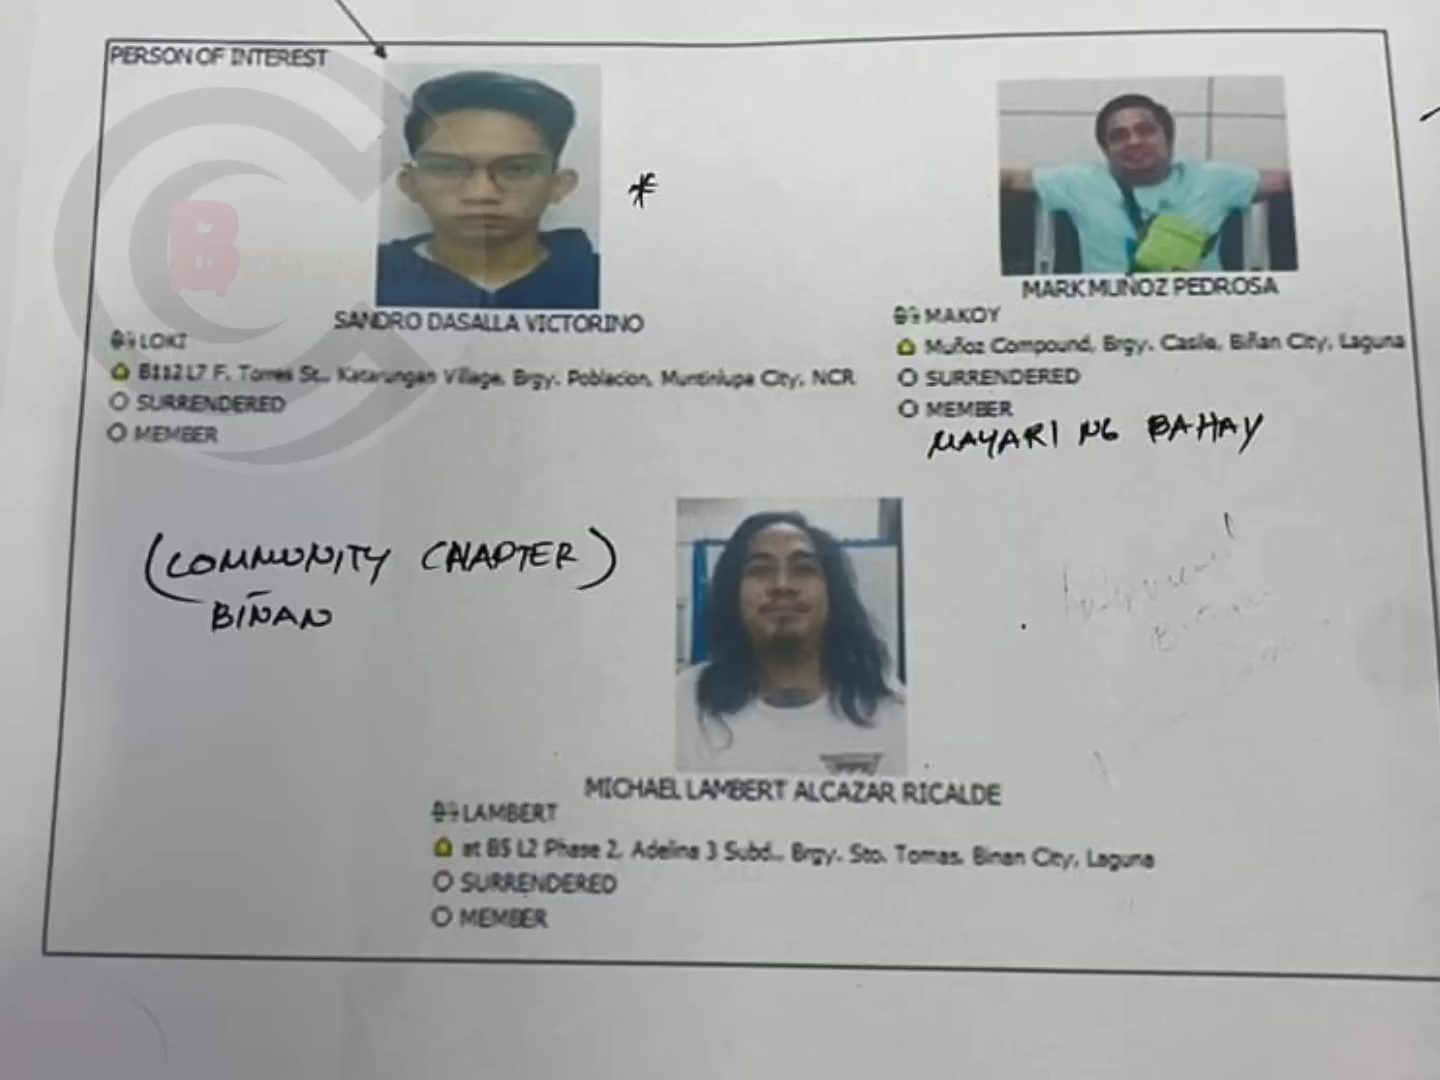 PERSON OF INTEREST
*
SANDRO DASALLA VICTORINO
LOKI
B112 L7 F. Torres St., Katarungan Village, Brgy. Poblacion, Muntinlupa City, NCR
SURRENDERED
MEMBER
MARK MUÑOZ PEDROSA
MAKOY
Muñoz Compound, Brgy. Casile, Biñan City, Laguna
SURRENDERED
MEMBER
MAYARI NG BAHAY
(COMMUNITY CHAPTER)
BIÑAN
MICHAEL LAMBERT ALCAZAR RICALDE
LAMBERT
at B5 L2 Phase 2, Adelina 3 Subd., Brgy. Sto. Tomas, Binan City, Laguna
SURRENDERED
MEMBER